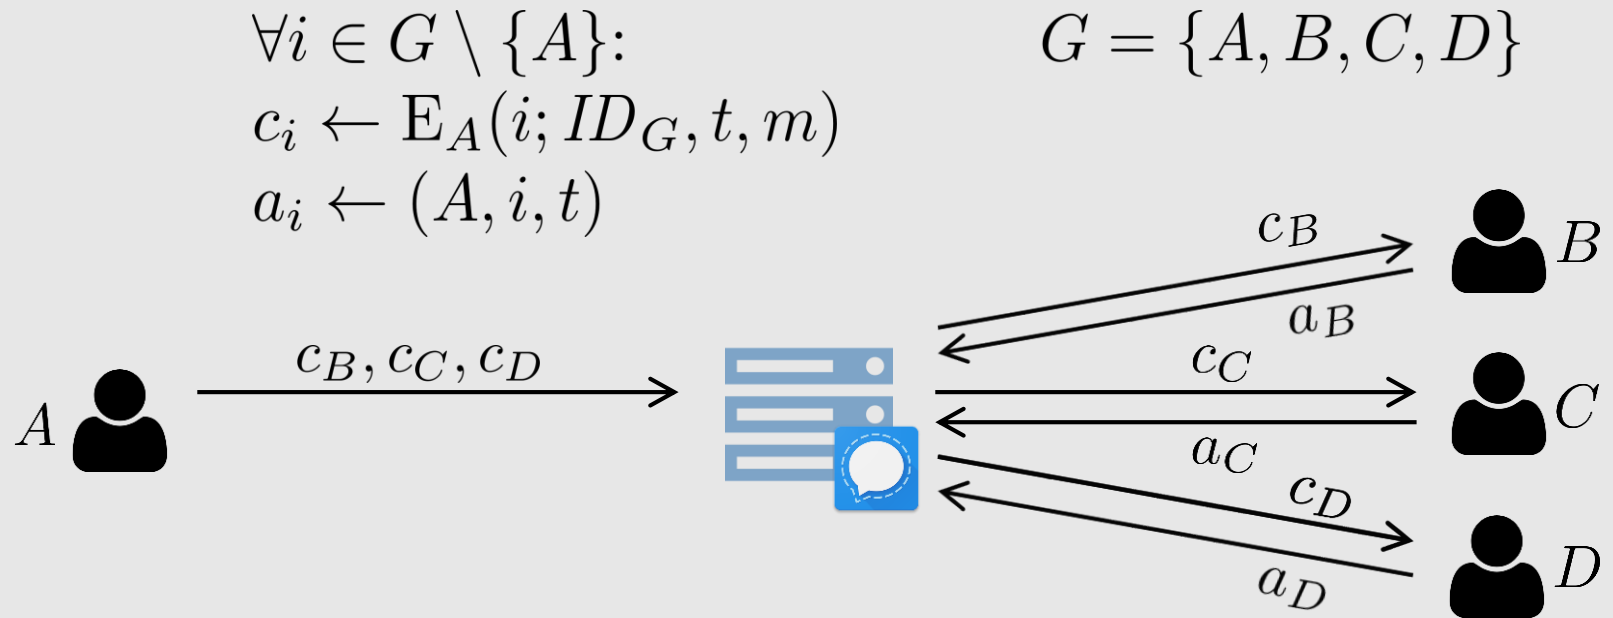 ∀i ∈ G \ {A}:
G = {A, B, C, D}
c_i ← E_A(i; ID_G, t, m)
a_i ← (A, i, t)
c_B
B
a_B
c_B, c_C, c_D
c_C
A
C
a_C
c_D
D
a_D